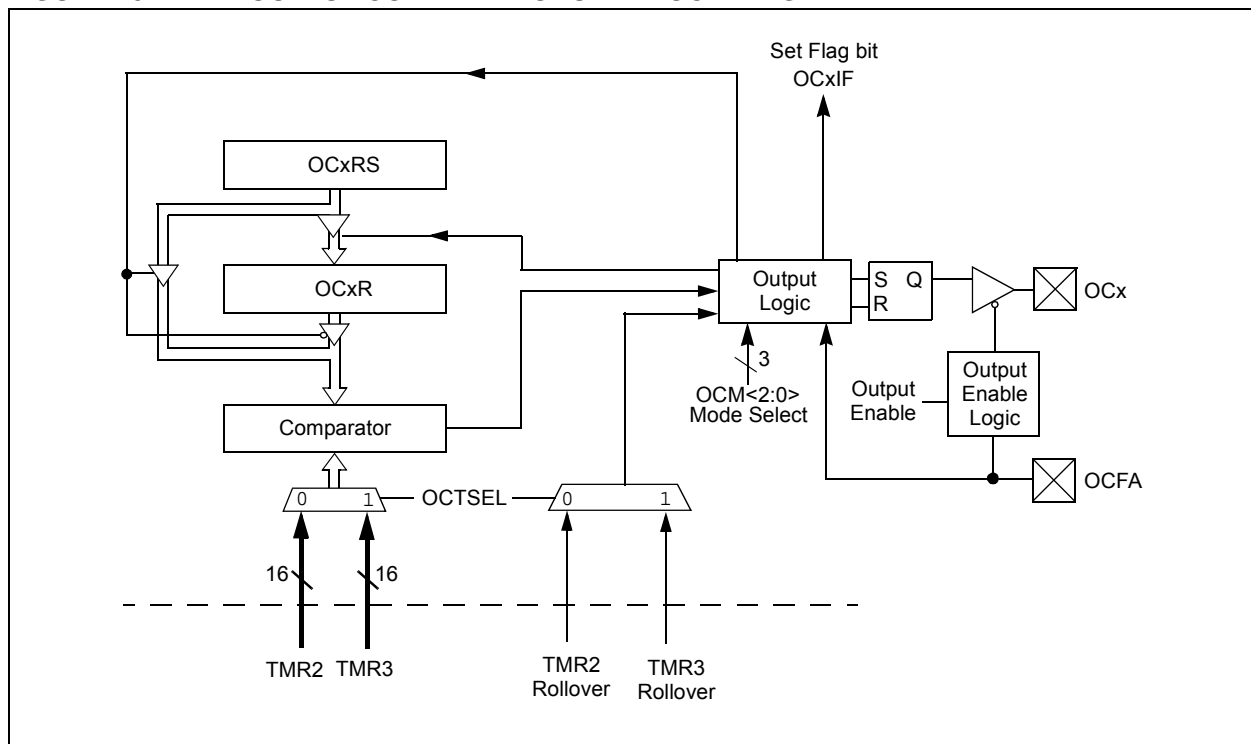 Set Flag bit
OCxIF
OCxRS
OCxR
Output
Logic
S Q
R
OCx
3
OCM<2:0>
Mode Select
Output
Enable
Output
Enable
Logic
Comparator
0 1
OCTSEL
0 1
OCFA
16
16
TMR2
TMR3
TMR2
Rollover
TMR3
Rollover